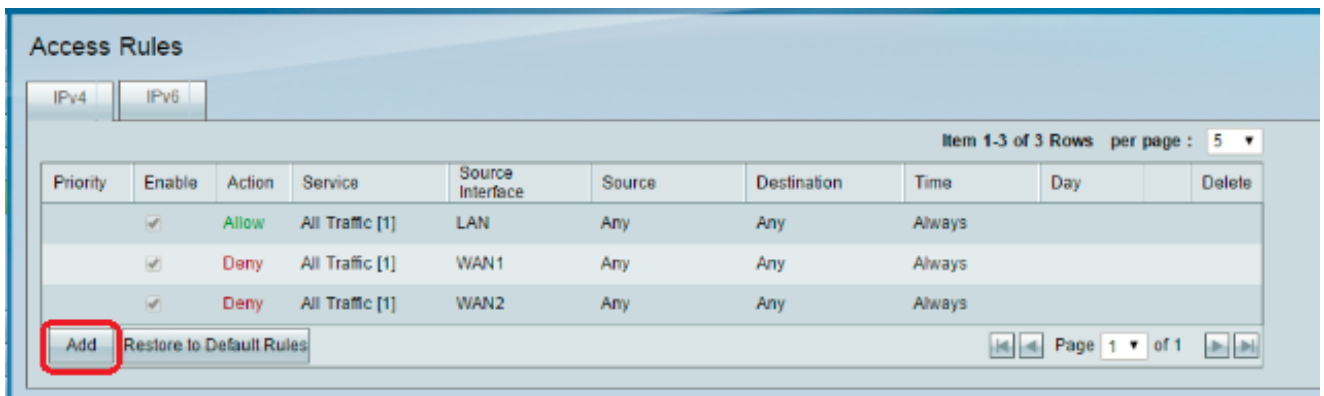 Access Rules
IPv4 IPv6
Item 1-3 of 3 Rows per page : 5
Priority Enable Action Service Source Interface Source Destination Time Day Delete
Allow All Traffic [1] LAN Any Any Always
Deny All Traffic [1] WAN1 Any Any Always
Deny All Traffic [1] WAN2 Any Any Always
Add Restore to Default Rules Page 1 of 1